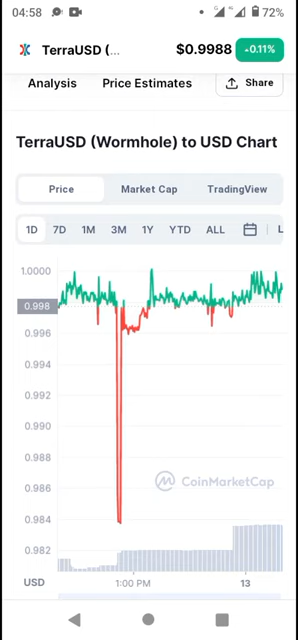 04:58
72%
TerraUSD (...
$0.9988
-0.11%
Analysis
Price Estimates
Share
TerraUSD (Wormhole) to USD Chart
Price
Market Cap
TradingView
1D
7D
1M
3M
1Y
YTD
ALL
L
1.0000
0.998
0.996
0.994
0.992
0.990
0.988
0.986
0.984
0.982
CoinMarketCap
USD
1:00 PM
13